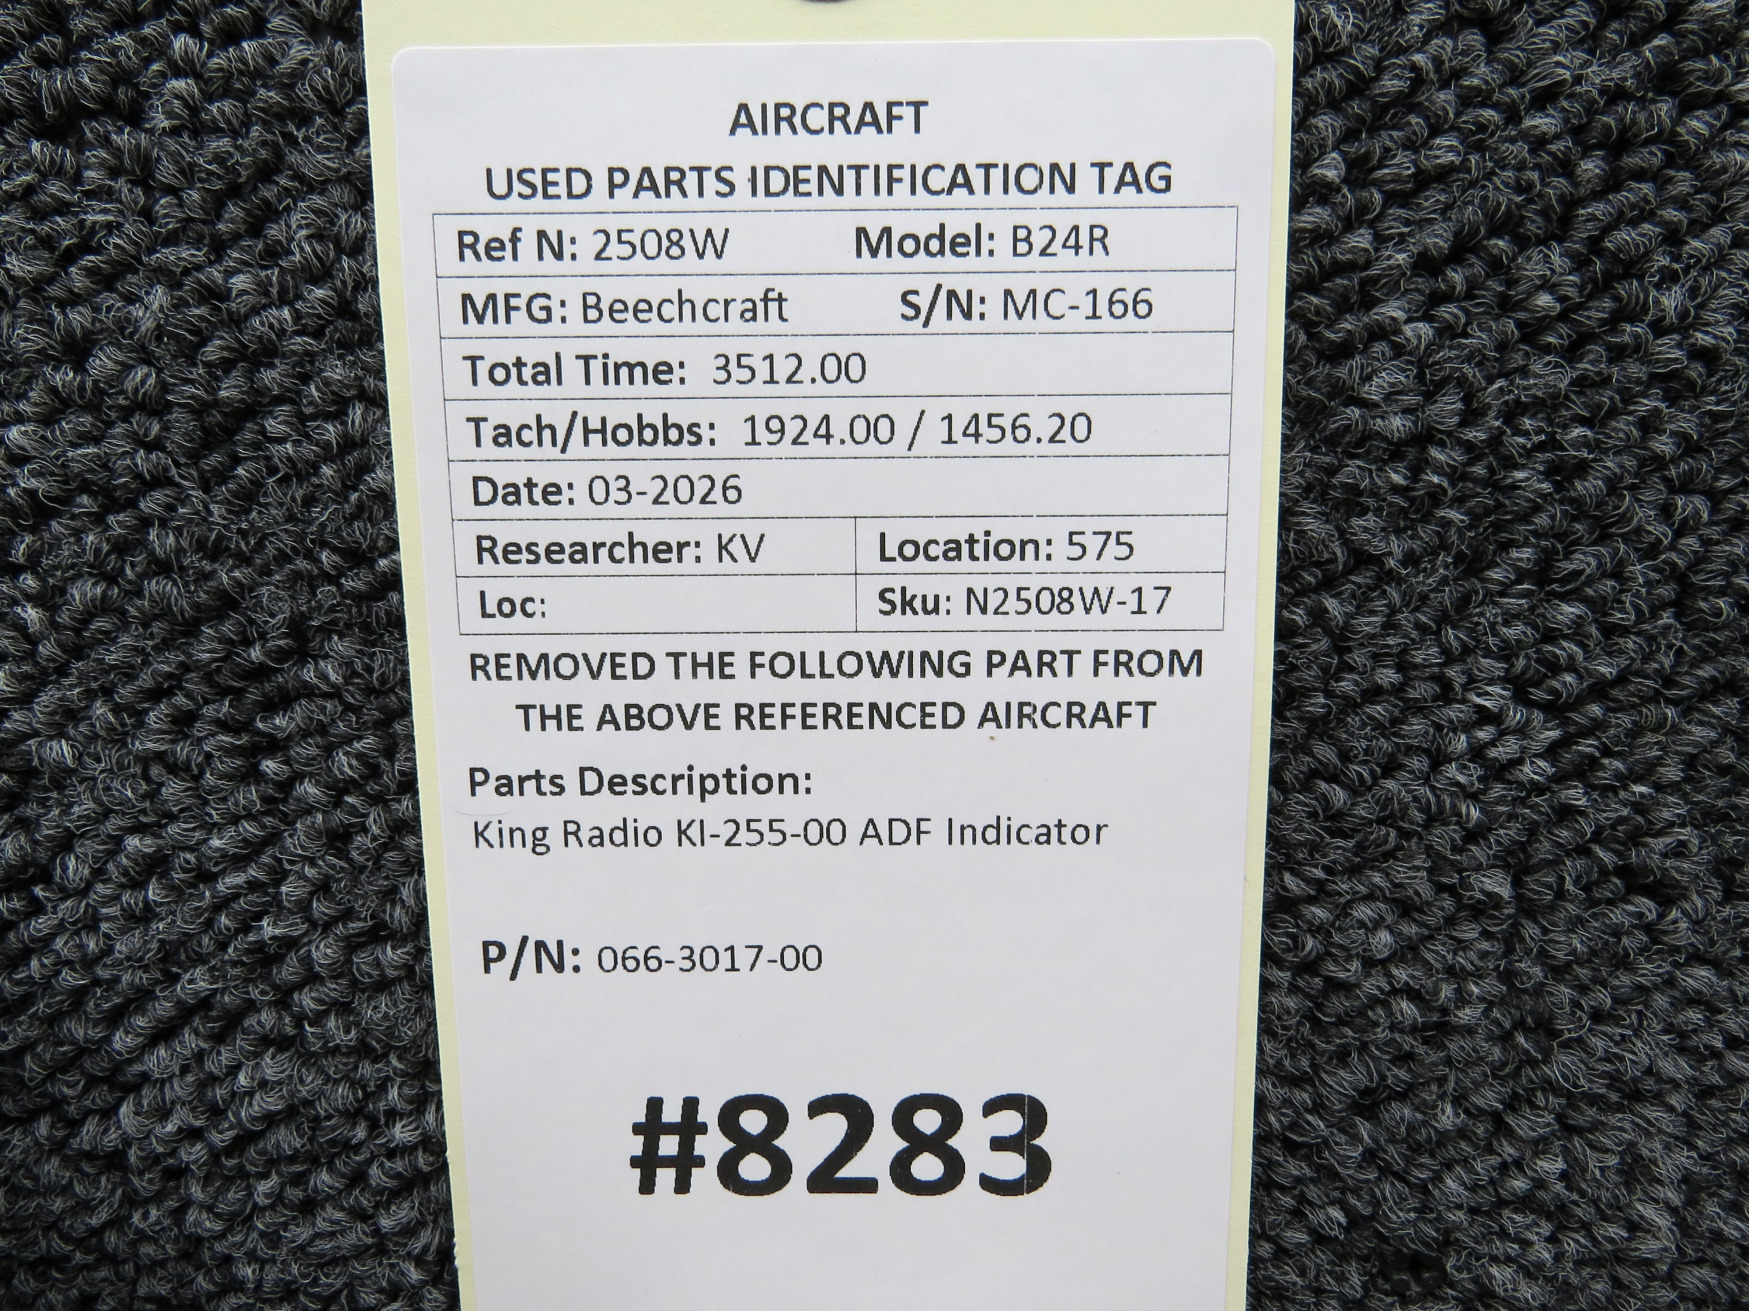 AIRCRAFT
USED PARTS IDENTIFICATION TAG
Ref N: 2508W Model: B24R
MFG: Beechcraft S/N: MC-166
Total Time: 3512.00
Tach/Hobbs: 1924.00 / 1456.20
Date: 03-2026
Researcher: KV Location: 575
Loc: Sku: N2508W-17
REMOVED THE FOLLOWING PART FROM
THE ABOVE REFERENCED AIRCRAFT
Parts Description:
King Radio KI-255-00 ADF Indicator
P/N: 066-3017-00
#8283